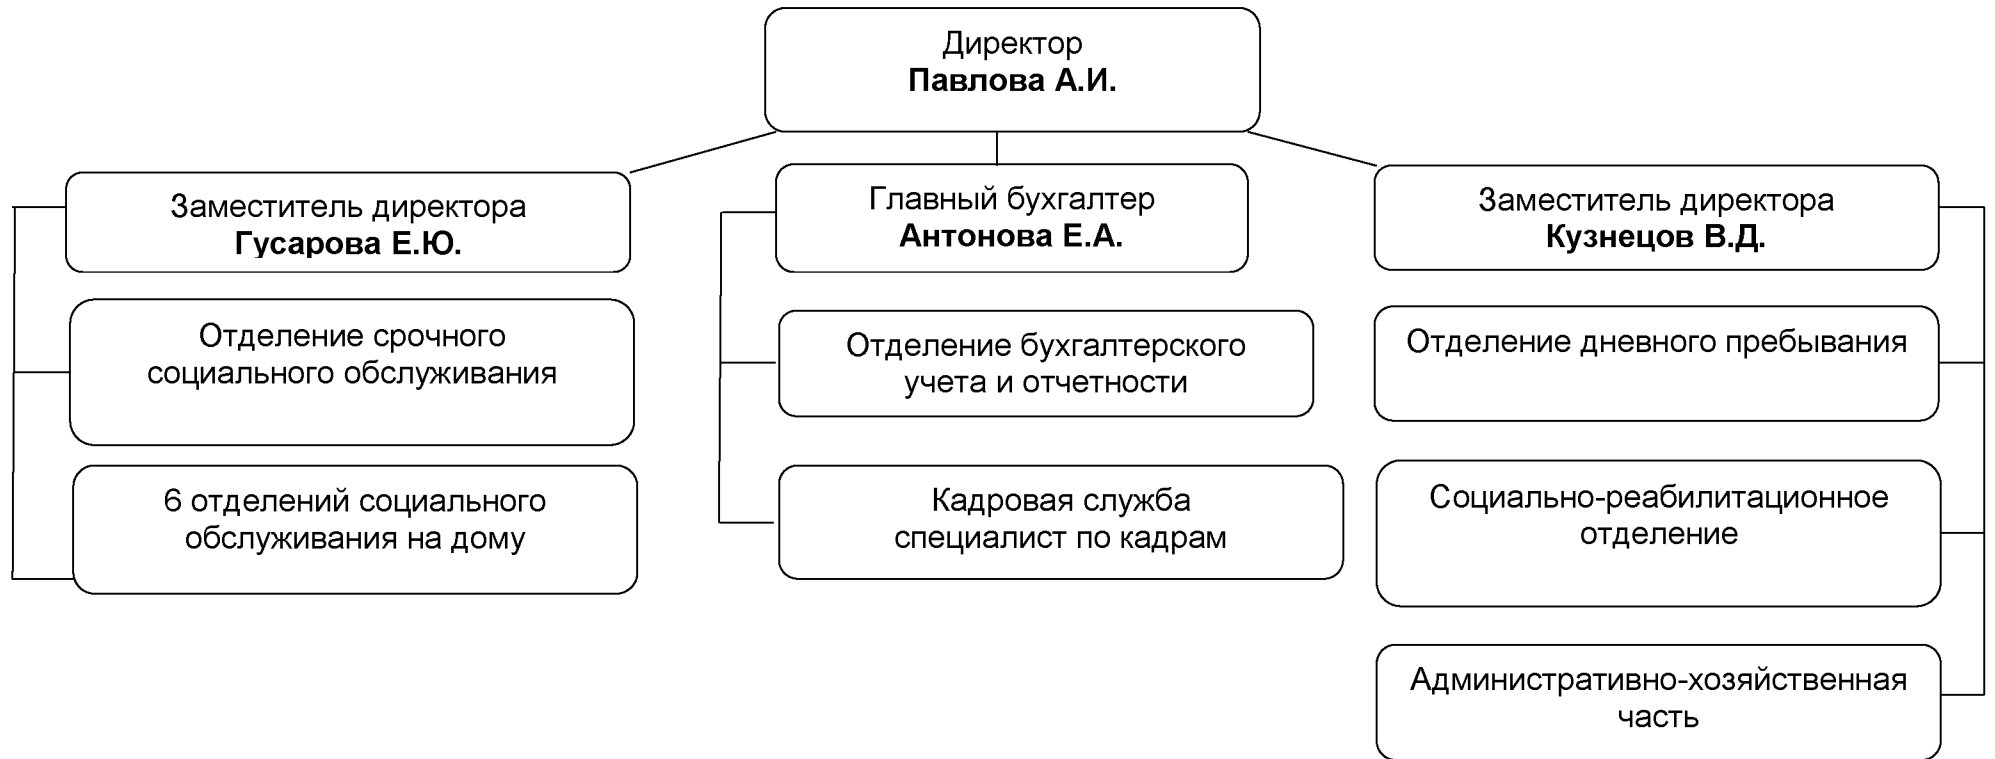 Директор
Павлова А.И.
Заместитель директора
Гусарова Е.Ю.
Главный бухгалтер
Антонова Е.А.
Заместитель директора
Кузнецов В.Д.
Отделение срочного
социального обслуживания
Отделение бухгалтерского
учета и отчетности
Отделение дневного пребывания
6 отделений социального
обслуживания на дому
Кадровая служба
специалист по кадрам
Социально-реабилитационное
отделение
Административно-хозяйственная
часть